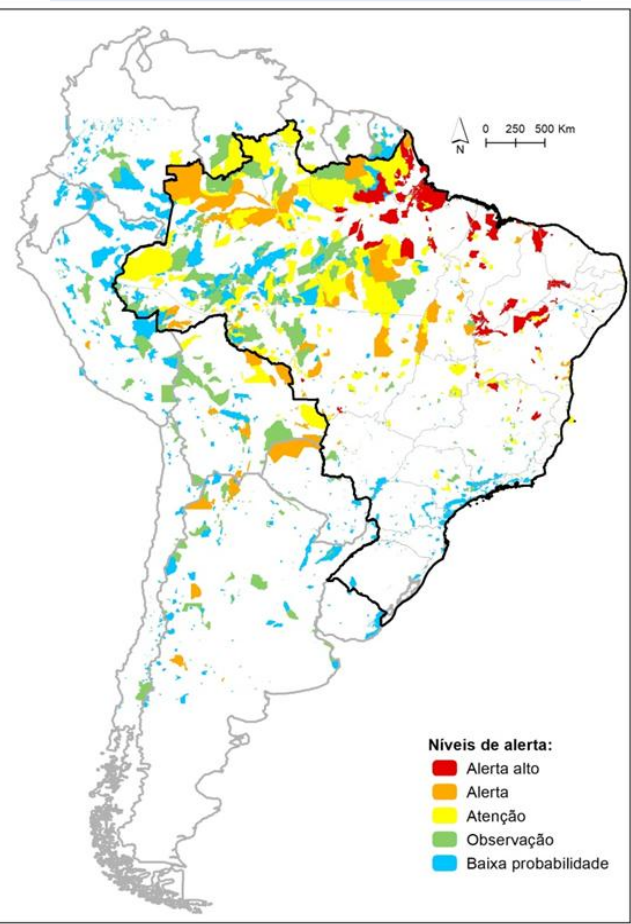 N
0 250 500 Km
Níveis de alerta:
Alerta alto
Alerta
Atenção
Observação
Baixa probabilidade